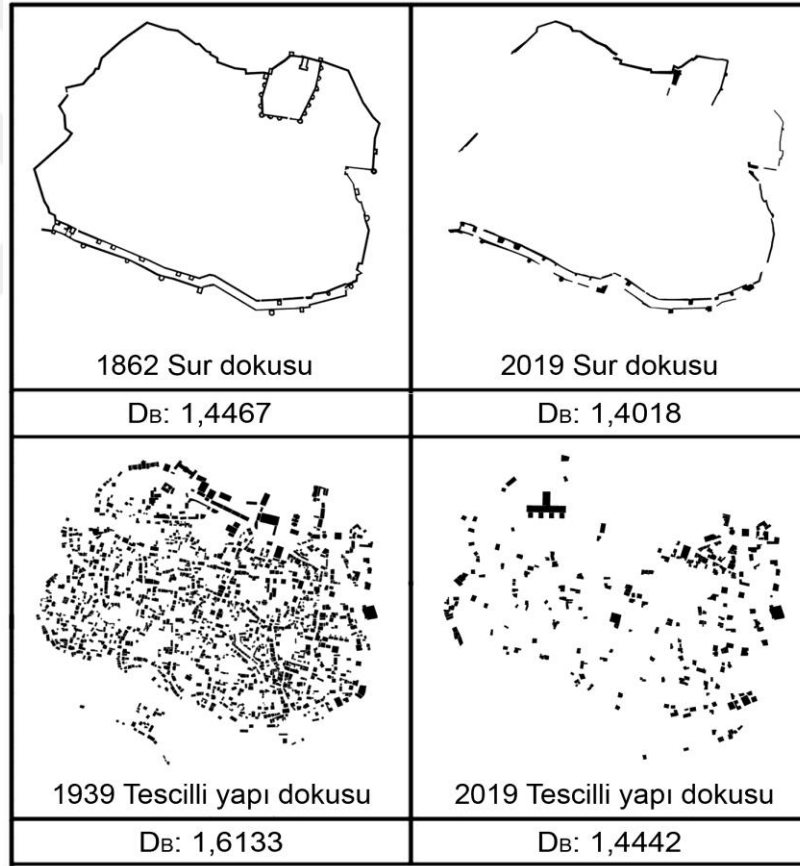 1862 Sur dokusu
2019 Sur dokusu
DB: 1,4467
DB: 1,4018
1939 Tescilli yapı dokusu
2019 Tescilli yapı dokusu
DB: 1,6133
DB: 1,4442